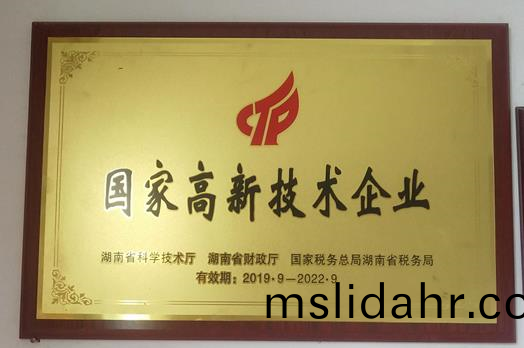 CTP
国家高新技术企业
湖南省科学技术厅 湖南省财政厅 国家税务总局湖南省税务局
有效期：2019·9－2022·9
mslidahr.cc